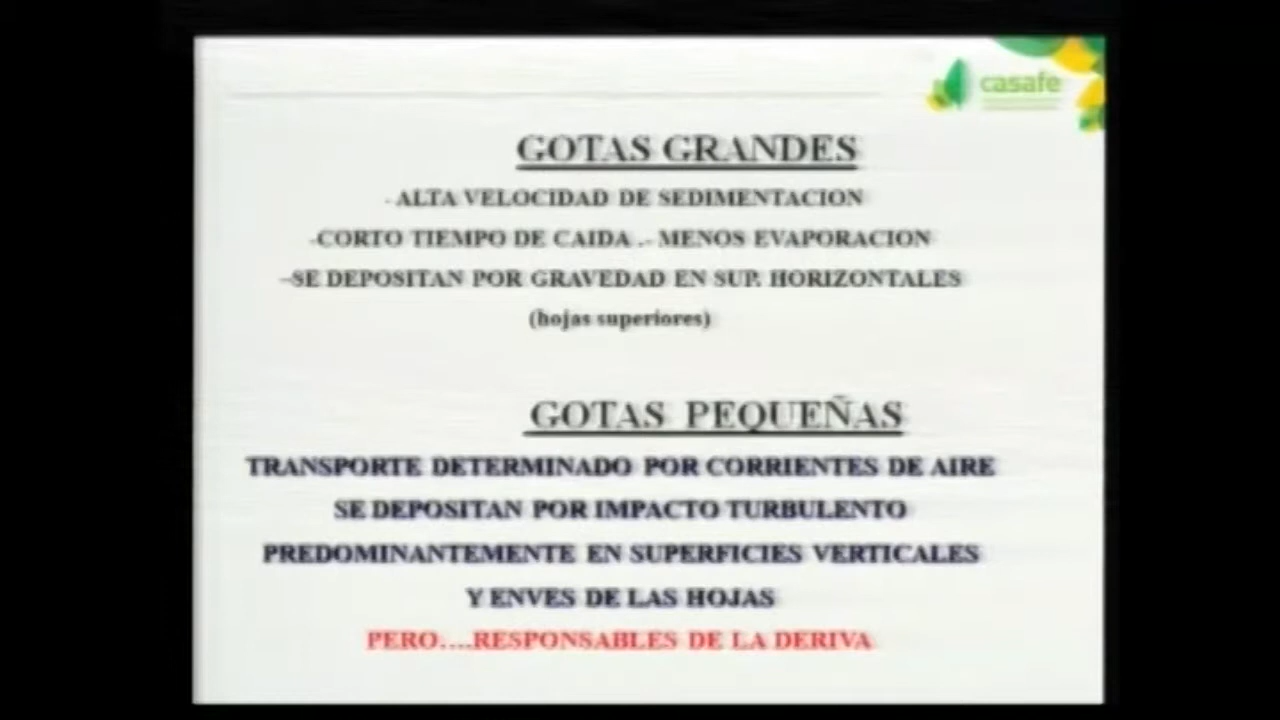 casafe
GOTAS GRANDES
- ALTA VELOCIDAD DE SEDIMENTACION
-CORTO TIEMPO DE CAIDA .- MENOS EVAPORACION
-SE DEPOSITAN POR GRAVEDAD EN SUP. HORIZONTALES
(hojas superiores)
GOTAS PEQUEÑAS
TRANSPORTE DETERMINADO POR CORRIENTES DE AIRE
SE DEPOSITAN POR IMPACTO TURBULENTO
PREDOMINANTEMENTE EN SUPERFICIES VERTICALES
Y ENVES DE LAS HOJAS
PERO....RESPONSABLES DE LA DERIVA